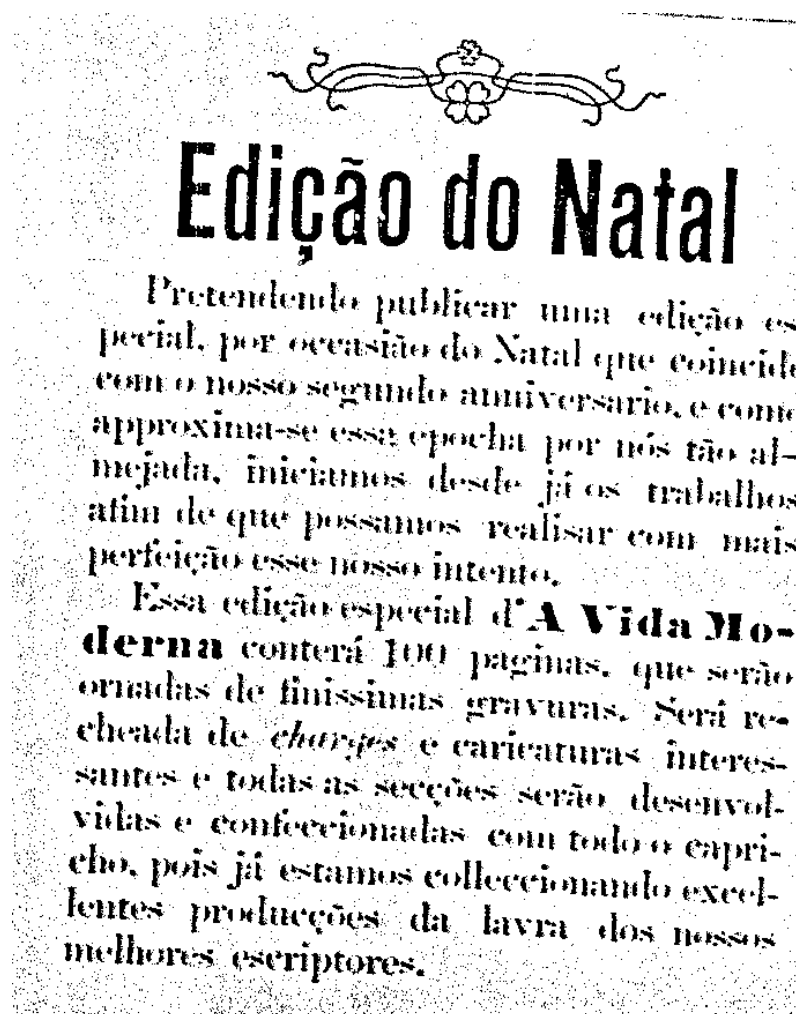 Edição do Natal
Pretendendo publicar uma edição es
pecial, por occasião do Natal que coincide
com o nosso segundo anniversario, e como
approxima-se essa epocha por nós tão al-
mejada, iniciamos desde já os trabalhos
afim de que possamos realisar com mais
perfeição esse nosso intento.
Essa edição especial d'A Vida Mo-
derna conterá 100 paginas, que serão
ornadas de finissimas gravuras. Será re-
cheada de charges e caricaturas interes-
santes e todas as secções serão desenvol-
vidas e confeccionadas com todo o capri-
cho, pois já estamos colleccionando excel-
lentes producções da lavra dos nossos
melhores escriptores.